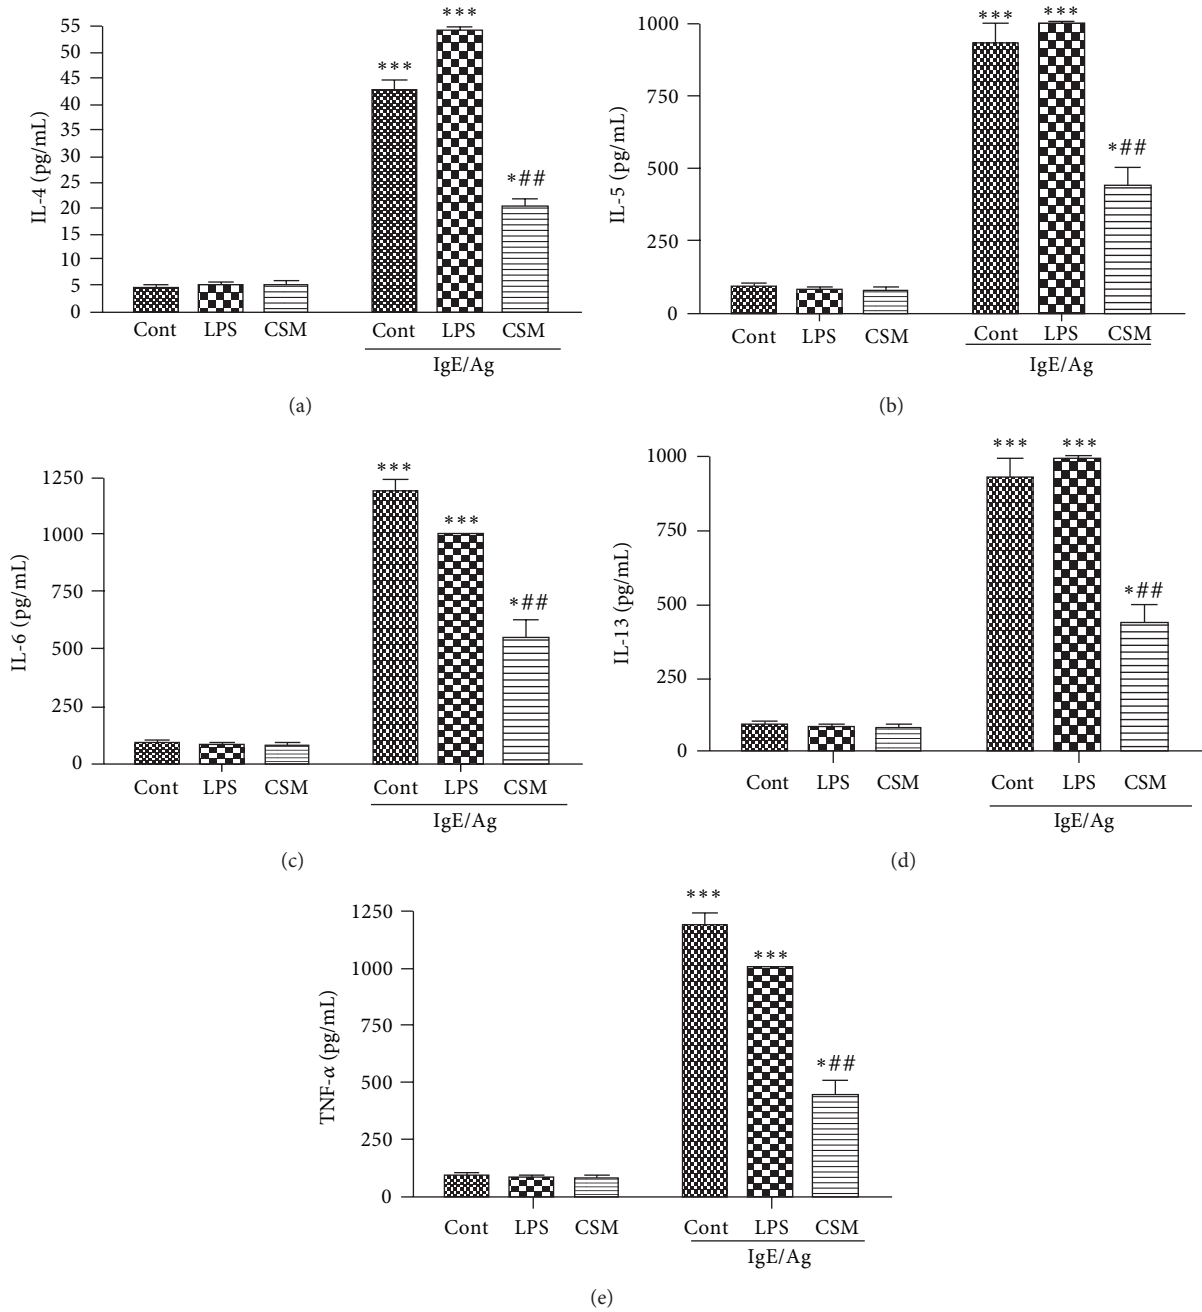 IL-4 (pg/mL)
55
50
45
40
35
30
25
20
15
10
5
0
***
***
*##
Cont LPS CSM Cont LPS CSM
IgE/Ag
(a)
IL-5 (pg/mL)
1000
750
500
250
0
***
***
*##
Cont LPS CSM Cont LPS CSM
IgE/Ag
(b)
IL-6 (pg/mL)
1250
1000
750
500
250
0
***
***
*##
Cont LPS CSM Cont LPS CSM
IgE/Ag
(c)
IL-13 (pg/mL)
1000
750
500
250
0
***
***
*##
Cont LPS CSM Cont LPS CSM
IgE/Ag
(d)
TNF-α (pg/mL)
1250
1000
750
500
250
0
***
***
*##
Cont LPS CSM Cont LPS CSM
IgE/Ag
(e)